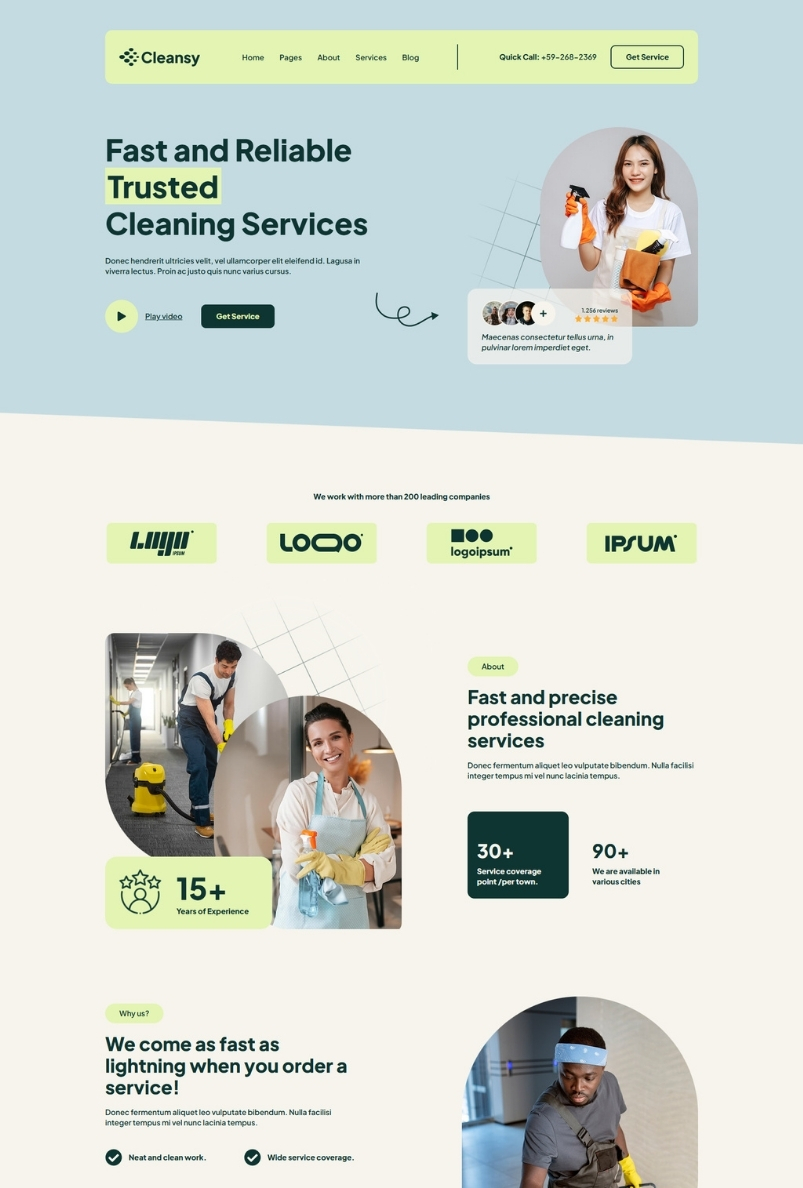 Cleansy
Home Pages About Services Blog
Quick Call: +59-268-2369
Get Service
Fast and Reliable
Trusted
Cleaning Services
Donec hendrerit ultricies velit, vel ullamcorper elit eleifend id. Lagusa in
viverra lectus. Proin ac justo quis nunc varius cursus.
Play video
Get Service
+
1.256 reviews
Maecenas consectetur tellus urna, in
pulvinar lorem imperdiet eget.
We work with more than 200 leading companies
Logo
IPSUM
LOGO
logoipsum
IPSUM
About
Fast and precise
professional cleaning
services
Donec fermentum aliquet leo vulputate bibendum. Nulla facilisi
integer tempus mi vel nunc lacinia tempus.
30+
Service coverage
point /per town.
90+
We are available in
various cities
15+
Years of Experience
Why us?
We come as fast as
lightning when you order a
service!
Donec fermentum aliquet leo vulputate bibendum. Nulla facilisi
integer tempus mi vel nunc lacinia tempus.
Neat and clean work.
Wide service coverage.